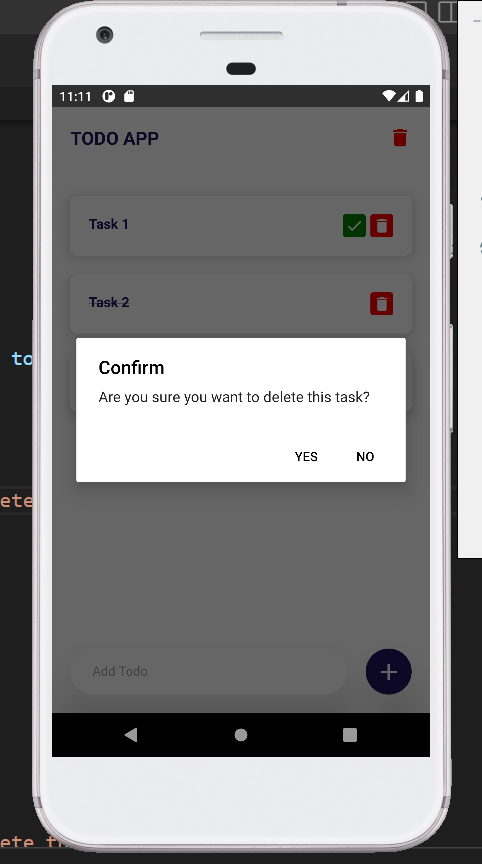 11:11
TODO APP
Task 1
Task 2
to
Confirm
Are you sure you want to delete this task?
YES NO
ete
Add Todo
ete th